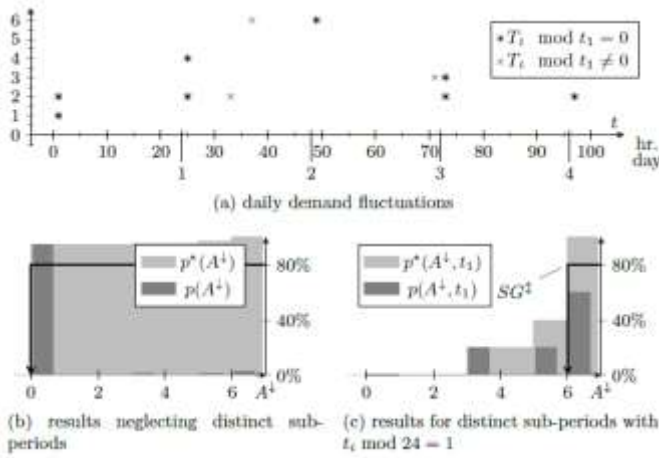 6
5
4
3
2
1
0
T_t mod t_1 = 0
T_t mod t_1 ≠ 0
t
0 10 20 30 40 50 60 70 80 90 100 hr.
1 2 3 4 day
(a) daily demand fluctuations
p*(A↓)
p(A↓)
80%
40%
0%
0 2 4 6 A↓
(b) results neglecting distinct sub-
periods
p*(A↓, t_1)
p(A↓, t_1)
SG‡
80%
40%
0%
0 2 4 6 A↓
(c) results for distinct sub-periods with
t_t mod 24 = 1